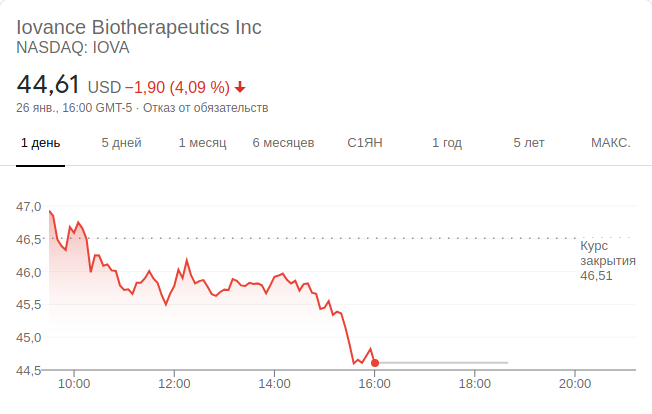 Iovance Biotherapeutics Inc
NASDAQ: IOVA
44,61 USD −1,90 (4,09 %)
26 янв., 16:00 GMT-5 · Отказ от обязательств
1 день 5 дней 1 месяц 6 месяцев С1ЯН 1 год 5 лет МАКС.
47,0
46,5
Курс
закрытия
46,51
46,0
45,5
45,0
44,5
10:00 12:00 14:00 16:00 18:00 20:00